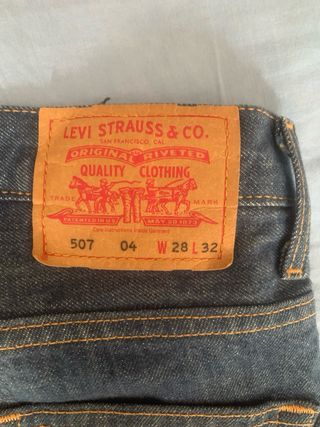 LEVI STRAUSS & CO.
SAN FRANCISCO, CAL.
ORIGINAL RIVETED
QUALITY CLOTHING
TRADE MARK
PATENTED IN U.S. MAY 20 1873
Care Instructions Inside Garment
507 04 W 28 L 32